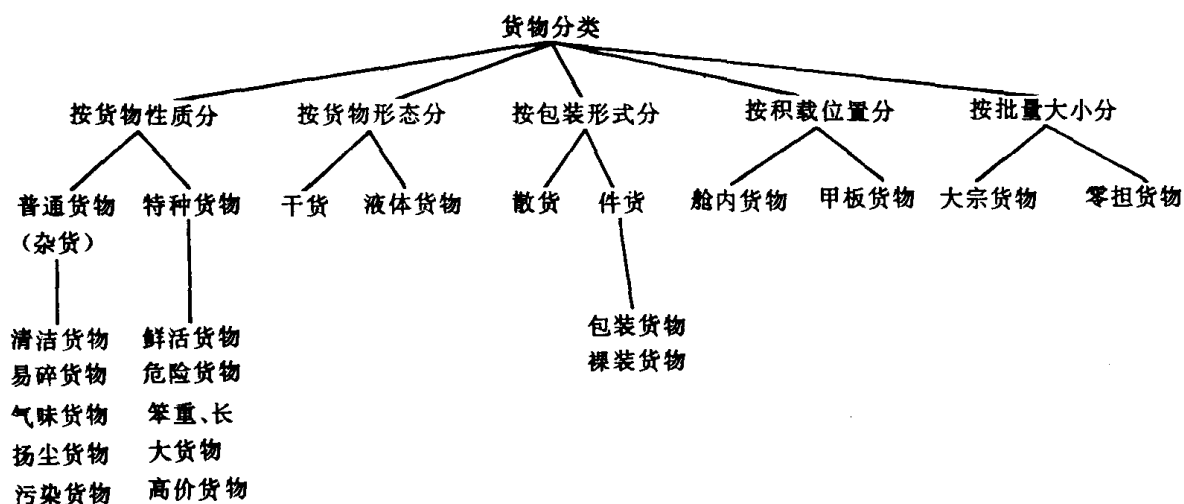 货物分类
按货物性质分 按货物形态分 按包装形式分 按积载位置分 按批量大小分
普通货物 特种货物 干货 液体货物 散货 件货 舱内货物 甲板货物 大宗货物 零担货物
（杂货）
包装货物
裸装货物
清洁货物 鲜活货物
易碎货物 危险货物
气味货物 笨重、长
扬尘货物 大货物
污染货物 高价货物